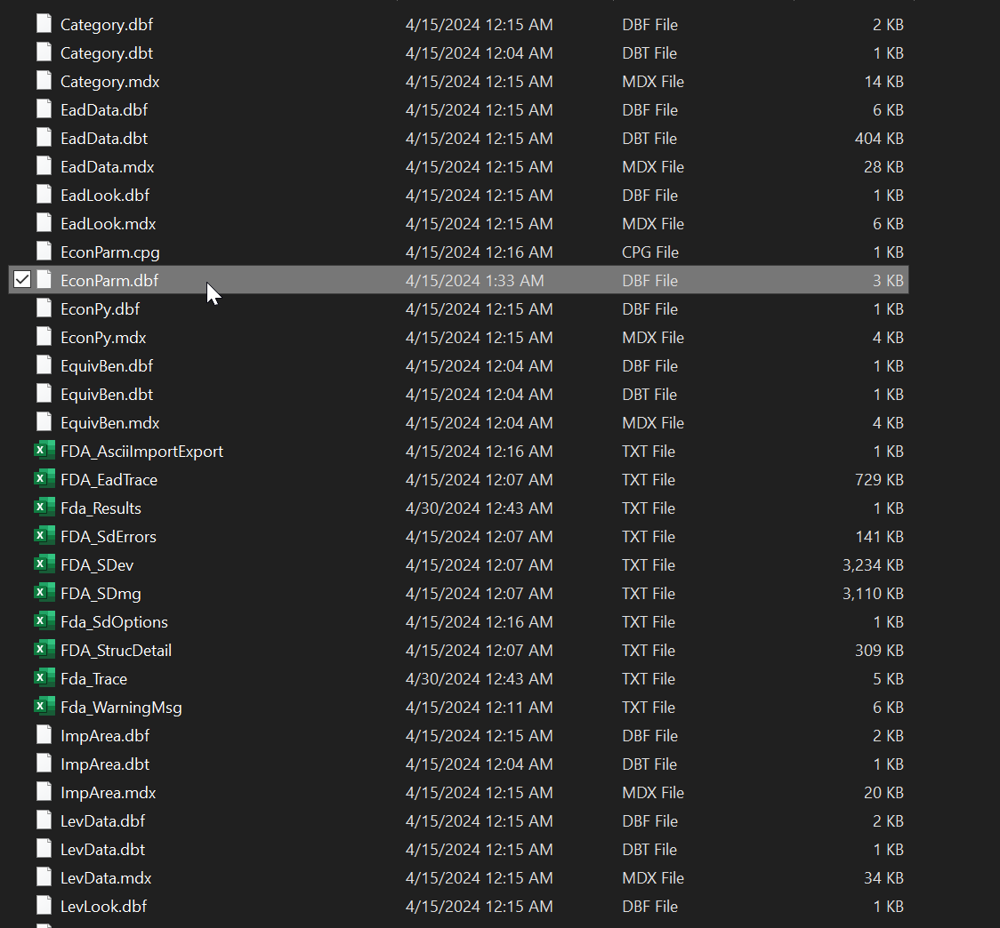 Category.dbf 4/15/2024 12:15 AM DBF File 2 KB
Category.dbt 4/15/2024 12:04 AM DBT File 1 KB
Category.mdx 4/15/2024 12:15 AM MDX File 14 KB
EadData.dbf 4/15/2024 12:15 AM DBF File 6 KB
EadData.dbt 4/15/2024 12:15 AM DBT File 404 KB
EadData.mdx 4/15/2024 12:15 AM MDX File 28 KB
EadLook.dbf 4/15/2024 12:15 AM DBF File 1 KB
EadLook.mdx 4/15/2024 12:15 AM MDX File 6 KB
EconParm.cpg 4/15/2024 12:16 AM CPG File 1 KB
EconParm.dbf 4/15/2024 1:33 AM DBF File 3 KB
EconPy.dbf 4/15/2024 12:15 AM DBF File 1 KB
EconPy.mdx 4/15/2024 12:15 AM MDX File 4 KB
EquivBen.dbf 4/15/2024 12:04 AM DBF File 1 KB
EquivBen.dbt 4/15/2024 12:04 AM DBT File 1 KB
EquivBen.mdx 4/15/2024 12:04 AM MDX File 4 KB
FDA_AsciiImportExport 4/15/2024 12:16 AM TXT File 1 KB
FDA_EadTrace 4/15/2024 12:07 AM TXT File 729 KB
Fda_Results 4/30/2024 12:43 AM TXT File 1 KB
FDA_SdErrors 4/15/2024 12:07 AM TXT File 141 KB
FDA_SDev 4/15/2024 12:07 AM TXT File 3,234 KB
FDA_SDmg 4/15/2024 12:07 AM TXT File 3,110 KB
Fda_SdOptions 4/15/2024 12:16 AM TXT File 1 KB
FDA_StrucDetail 4/15/2024 12:07 AM TXT File 309 KB
Fda_Trace 4/30/2024 12:43 AM TXT File 5 KB
Fda_WarningMsg 4/15/2024 12:11 AM TXT File 6 KB
ImpArea.dbf 4/15/2024 12:15 AM DBF File 2 KB
ImpArea.dbt 4/15/2024 12:04 AM DBT File 1 KB
ImpArea.mdx 4/15/2024 12:15 AM MDX File 20 KB
LevData.dbf 4/15/2024 12:15 AM DBF File 2 KB
LevData.dbt 4/15/2024 12:15 AM DBT File 1 KB
LevData.mdx 4/15/2024 12:15 AM MDX File 34 KB
LevLook.dbf 4/15/2024 12:15 AM DBF File 1 KB